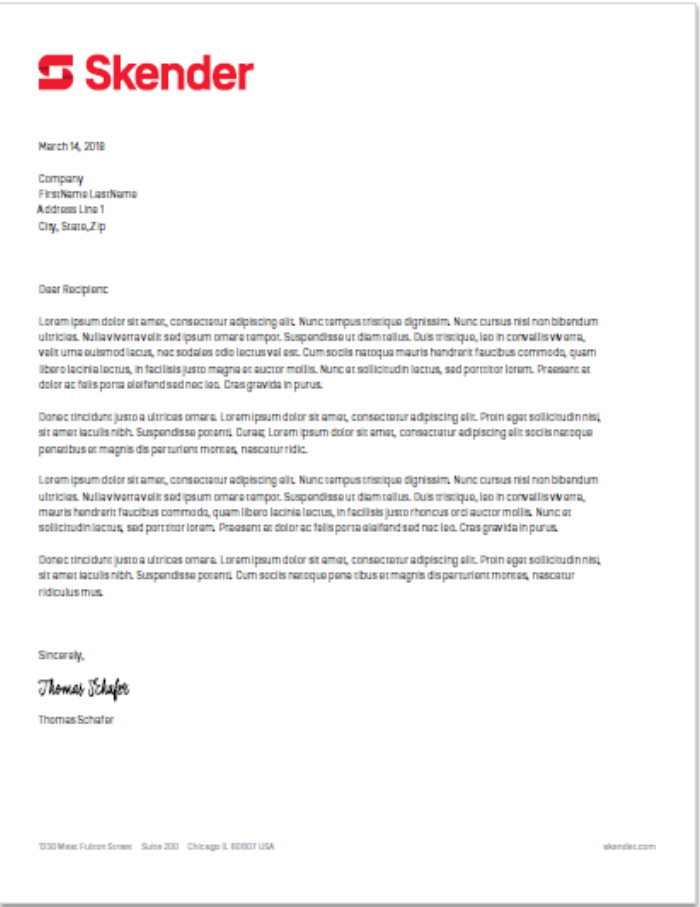 Skender
March 14, 2018
Company
FirstName LastName
Address Line 1
City, State, Zip
Dear Recipient:
Lorem ipsum dolor sit amet, consectetur adipiscing elit. Nunc tempus tristique dignissim. Nunc cursus nisl non bibendum
ultricies. Nulla viverra velit sed ipsum ornare tempor. Suspendisse ut diam tellus. Duis tristique, leo in convallis viverra,
velit urna euismod lacus, nec sodales odio lectus vel est. Cum sociis natoque mauris hendrerit faucibus commodo, quam
libero lacinia lectus, in facilisis justo magna et auctor mollis. Nunc et sollicitudin lectus, sed porttitor lorem. Praesent at
dolor ac felis porta eleifend sed nec leo. Cras gravida in purus.
Donec tincidunt justo a ultrices ornare. Lorem ipsum dolor sit amet, consectetur adipiscing elit. Proin eget sollicitudin nisi,
sit amet iaculis nibh. Suspendisse potenti. Curae; Lorem ipsum dolor sit amet, consectetur adipiscing elit sociis natoque
penatibus et magnis dis parturient montes, nascetur ridic.
Lorem ipsum dolor sit amet, consectetur adipiscing elit. Nunc tempus tristique dignissim. Nunc cursus nisl non bibendum
ultricies. Nulla viverra velit sed ipsum ornare tempor. Suspendisse ut diam tellus. Duis tristique, leo in convallis viverra,
mauris hendrerit faucibus commodo, quam libero lacinia lectus, in facilisis justo rhoncus orci auctor mollis. Nunc et
sollicitudin lectus, sed porttitor lorem. Praesent at dolor ac felis porta eleifend sed nec leo. Cras gravida in purus.
Donec tincidunt justo a ultrices ornare. Lorem ipsum dolor sit amet, consectetur adipiscing elit. Proin eget sollicitudin nisi,
sit amet iaculis nibh. Suspendisse potenti. Cum sociis natoque pena tibus et magnis dis parturient montes, nascetur
ridiculus mus.
Sincerely,
Thomas Schafer
Thomas Schafer
1330 West Fulton Street Suite 200 Chicago IL 60607 USA
skender.com